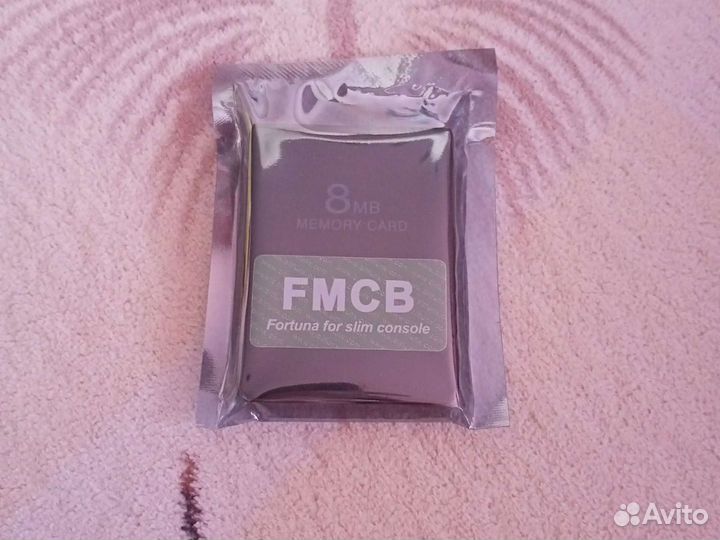 8MB
MEMORY CARD
FMCB
Fortuna for slim console
Avito